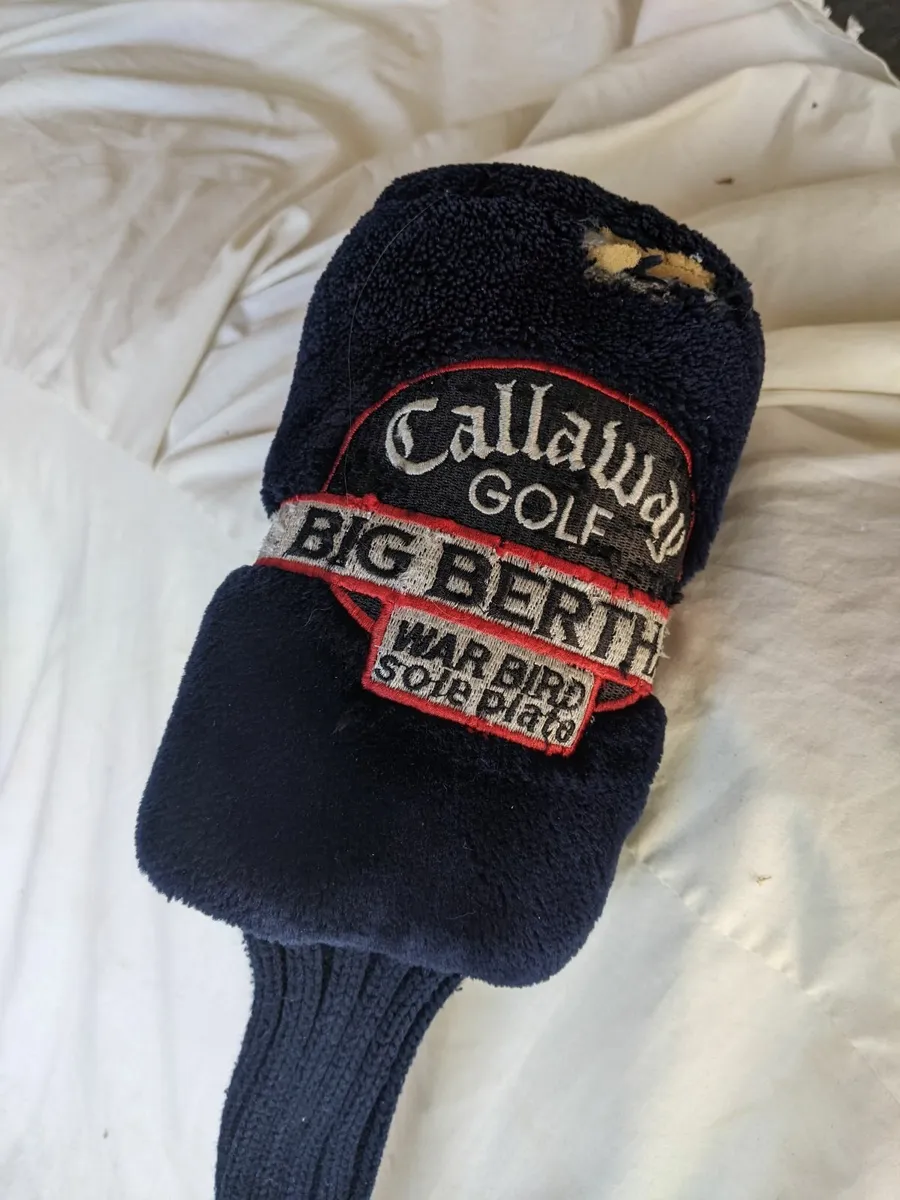 Callaway
GOLF
BIG BERTH
WAR BIRD
Sole Plate